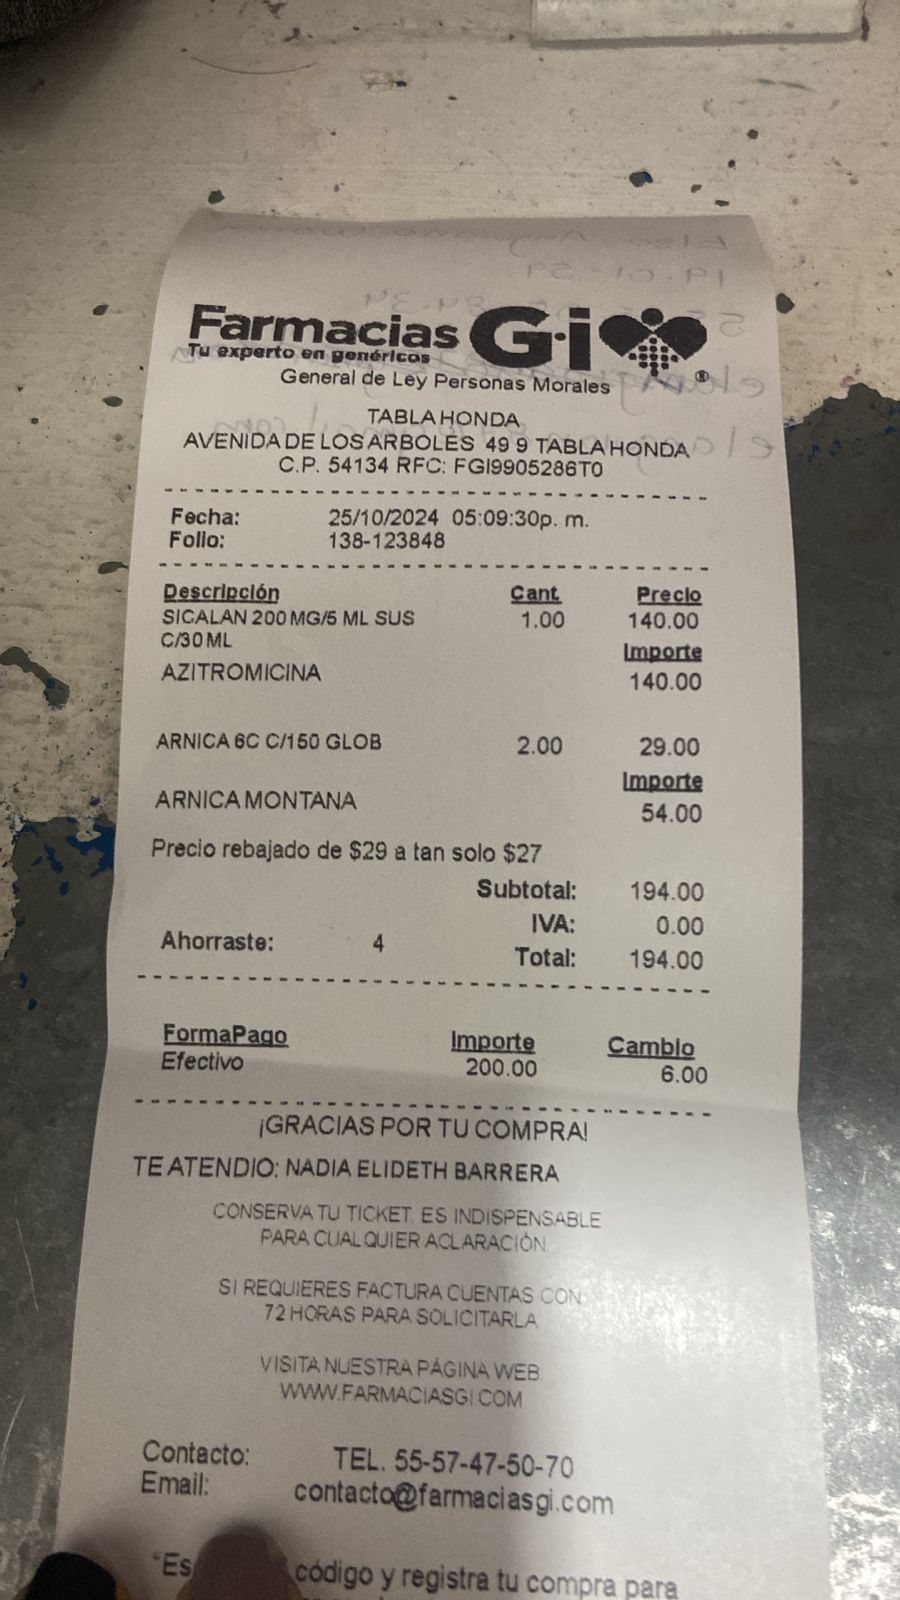 Farmacias G·i ®
Tu experto en genéricos
General de Ley Personas Morales
TABLA HONDA
AVENIDA DE LOS ARBOLES 49 9 TABLA HONDA
C.P. 54134 RFC: FGI9905286T0
Fecha: 25/10/2024 05:09:30p. m.
Folio: 138-123848
Descripción Cant. Precio
SICALAN 200 MG/5 ML SUS 1.00 140.00
C/30 ML Importe
AZITROMICINA 140.00
ARNICA 6C C/150 GLOB 2.00 29.00
Importe
ARNICA MONTANA 54.00
Precio rebajado de $29 a tan solo $27
Subtotal: 194.00
IVA: 0.00
Ahorraste: 4 Total: 194.00
FormaPago Importe Cambio
Efectivo 200.00 6.00
¡GRACIAS POR TU COMPRA!
TE ATENDIO: NADIA ELIDETH BARRERA
CONSERVA TU TICKET, ES INDISPENSABLE
PARA CUALQUIER ACLARACIÓN.
SI REQUIERES FACTURA CUENTAS CON
72 HORAS PARA SOLICITARLA
VISITA NUESTRA PÁGINA WEB.
WWW.FARMACIASGI.COM
Contacto: TEL. 55-57-47-50-70
Email: contacto@farmaciasgi.com
código y registra tu compra para